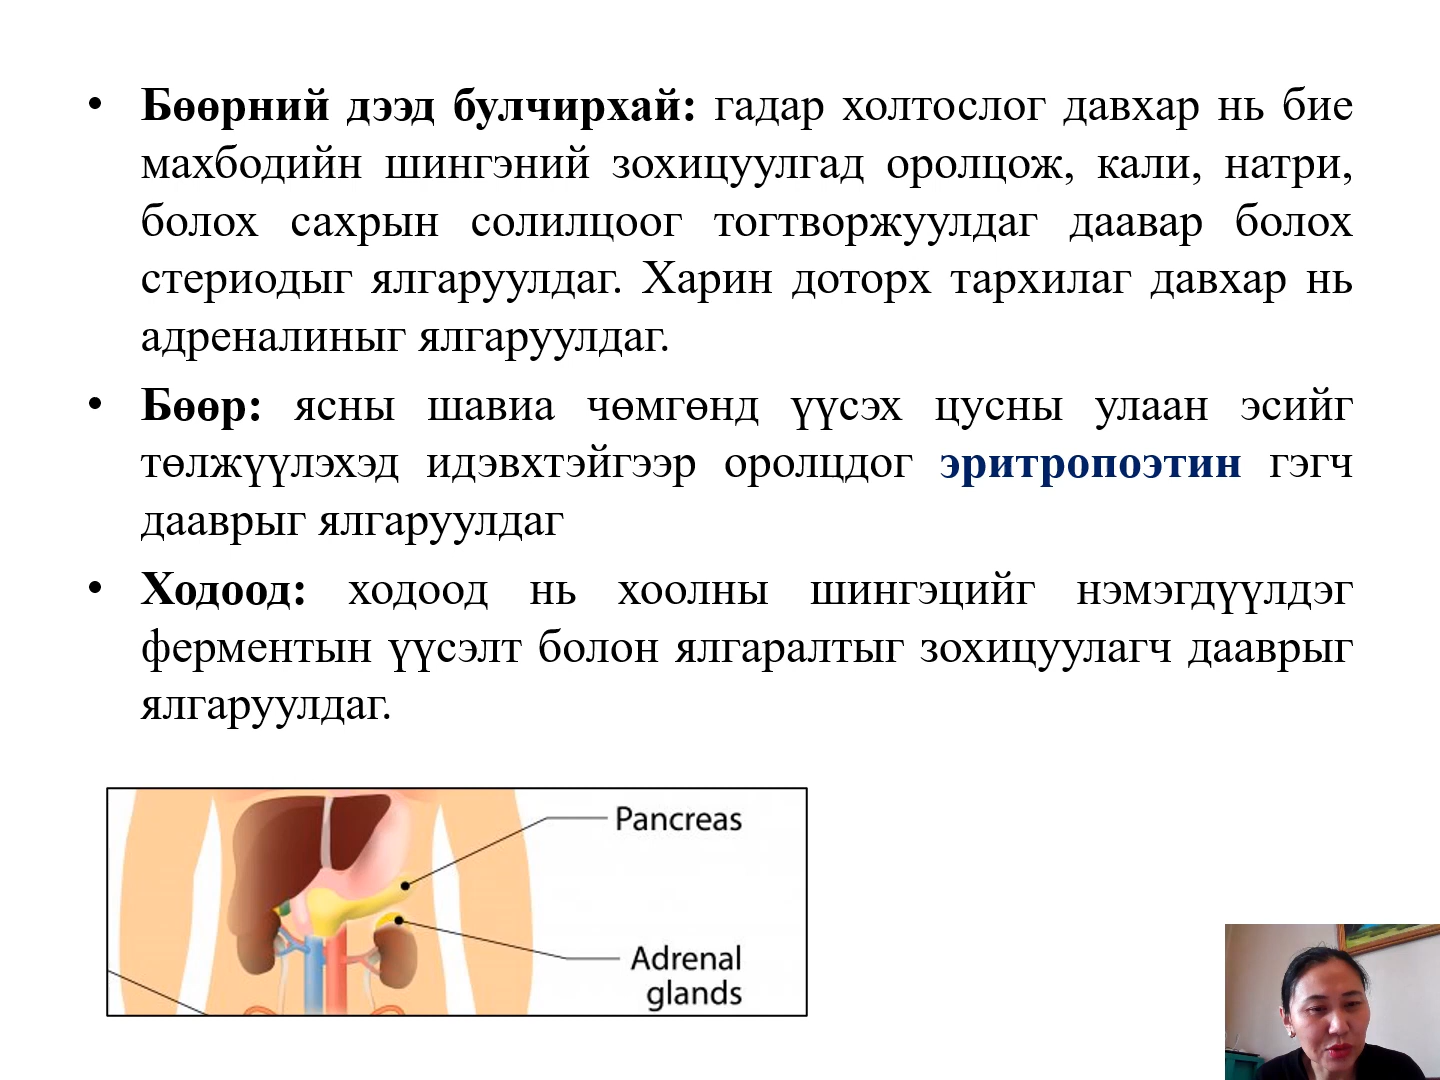 • Бөөрний дээд булчирхай: гадар холтослог давхар нь бие
махбодийн шингэний зохицуулгад оролцож, кали, натри,
болох сахрын солилцоог тогтворжуулдаг даавар болох
стериодыг ялгаруулдаг. Харин доторх тархилаг давхар нь
адреналиныг ялгаруулдаг.
• Бөөр: ясны шавиа чөмгөнд үүсэх цусны улаан эсийг
төлжүүлэхэд идэвхтэйгээр оролцдог эритропоэтин гэгч
дааврыг ялгаруулдаг
• Ходоод: ходоод нь хоолны шингэцийг нэмэгдүүлдэг
ферментын үүсэлт болон ялгаралтыг зохицуулагч дааврыг
ялгаруулдаг.
Pancreas
Adrenal
glands